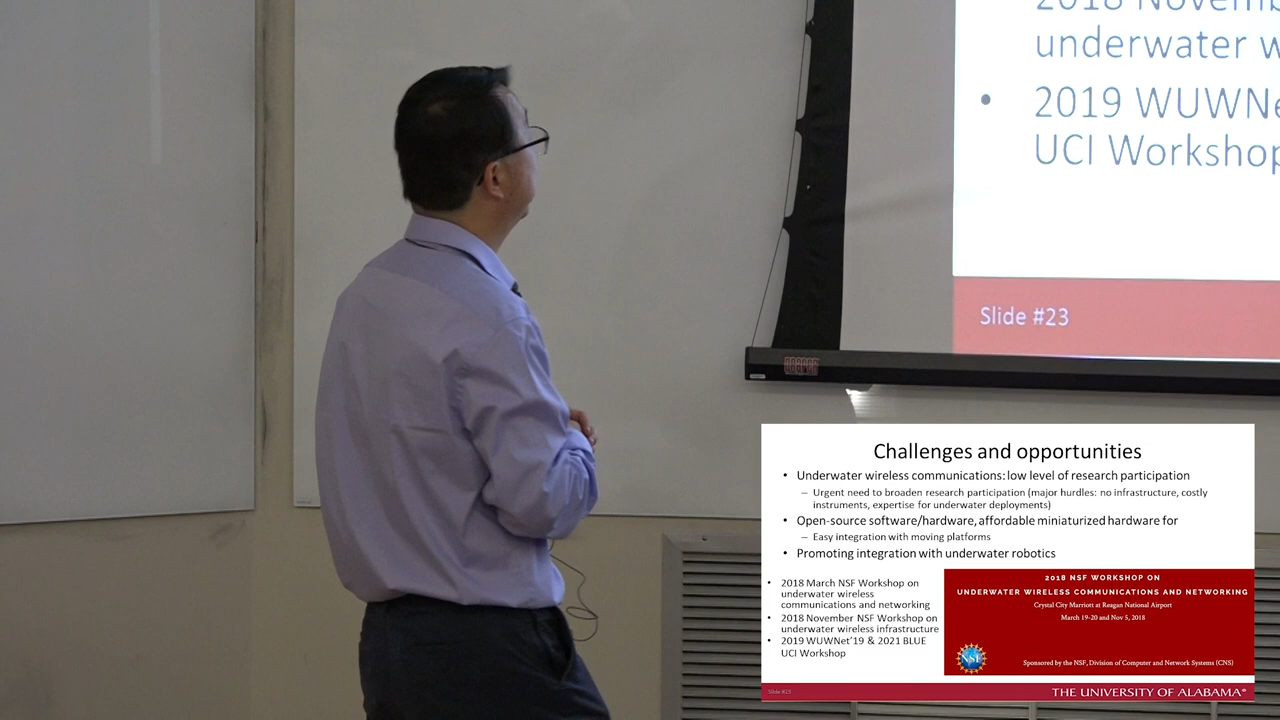 2018 Novemb
underwater w
• 2019 WUWNe
UCI Workshop
Slide #23
Challenges and opportunities
• Underwater wireless communications: low level of research participation
– Urgent need to broaden research participation (major hurdles: no infrastructure, costly
instruments, expertise for underwater deployments)
• Open-source software/hardware, affordable miniaturized hardware for
– Easy integration with moving platforms
• Promoting integration with underwater robotics
• 2018 March NSF Workshop on
underwater wireless
communications and networking
• 2018 November NSF Workshop on
underwater wireless infrastructure
• 2019 WUWNet'19 & 2021 BLUE
UCI Workshop
2018 NSF WORKSHOP ON
UNDERWATER WIRELESS COMMUNICATIONS AND NETWORKING
Crystal City Marriott at Reagan National Airport
March 19-20 and Nov 5, 2018
NSF
Sponsored by the NSF, Division of Computer and Network Systems (CNS)
Slide #23
THE UNIVERSITY OF ALABAMA®